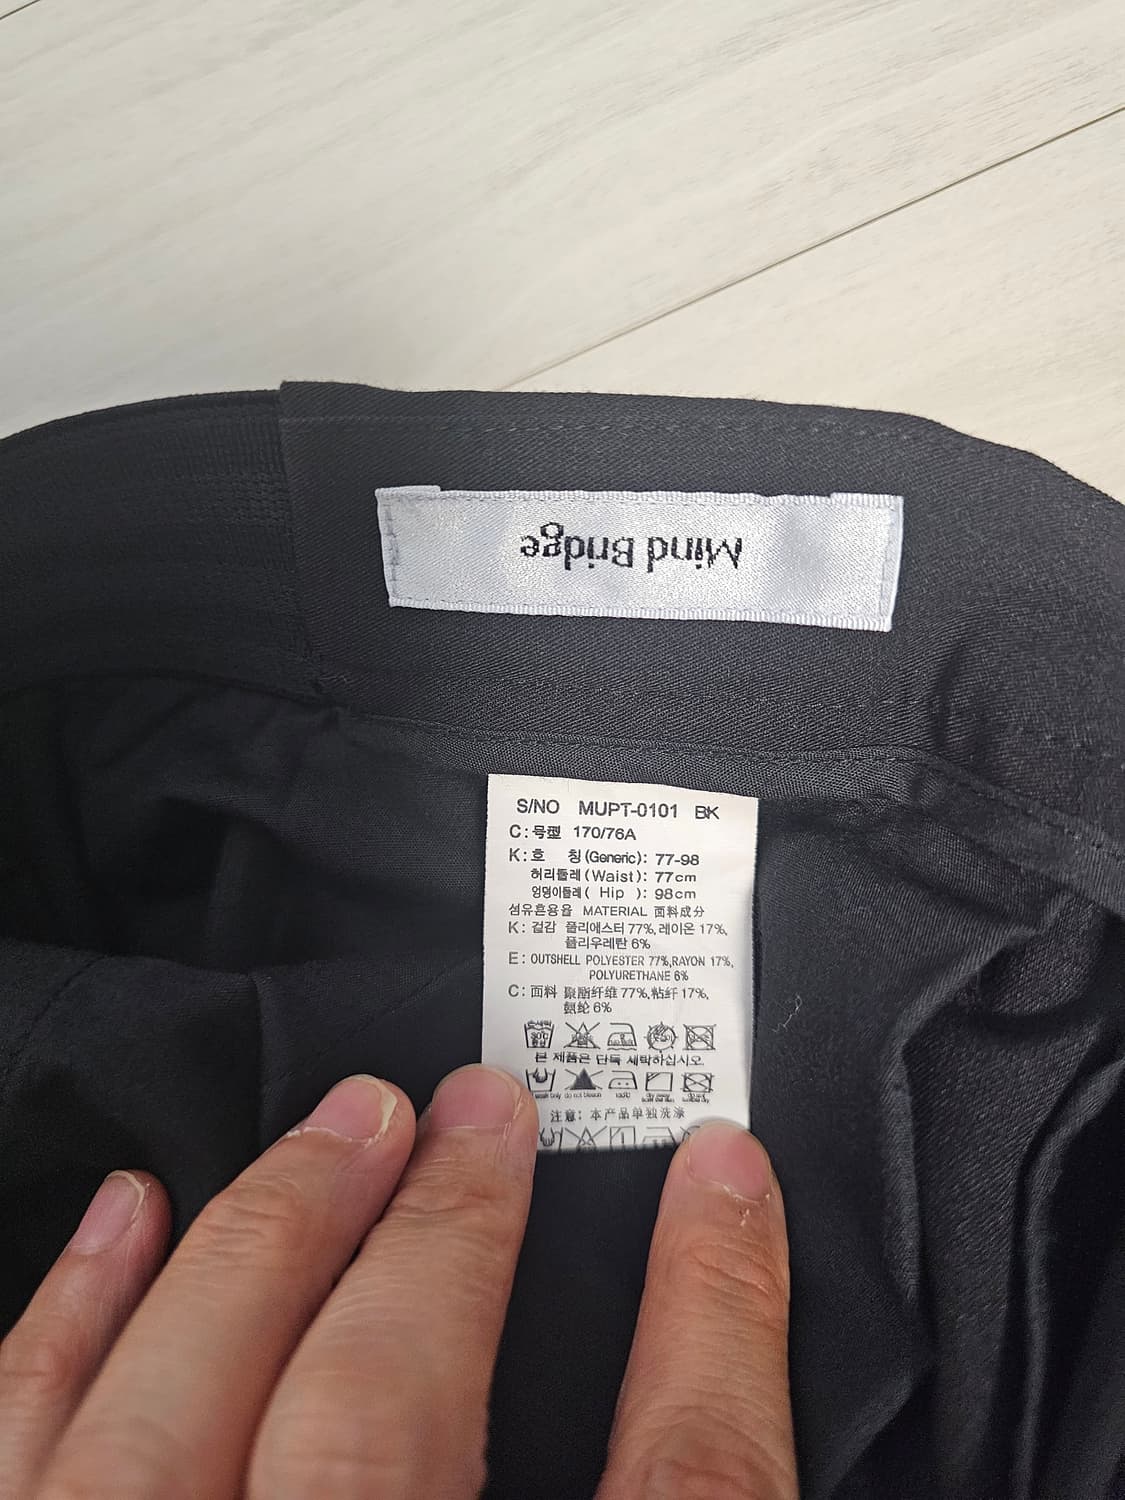 Mind Bridge
S/NO MUPT-0101 BK
C:号型 170/76A
K:호 칭(Generic): 77-98
허리둘레(Waist): 77cm
엉덩이둘레( Hip ): 98cm
섬유혼용율 MATERIAL 面料成分
K: 겉감 폴리에스터 77%, 레이온 17%,
폴리우레탄 6%
E: OUTSHELL POLYESTER 77%,RAYON 17%,
POLYURETHANE 6%
C: 面料 聚酯纤维 77%,粘纤 17%,
氨纶 6%
30℃
본 제품은 단독 세탁하십시오.
do not bleach
注意: 本产品单独洗涤